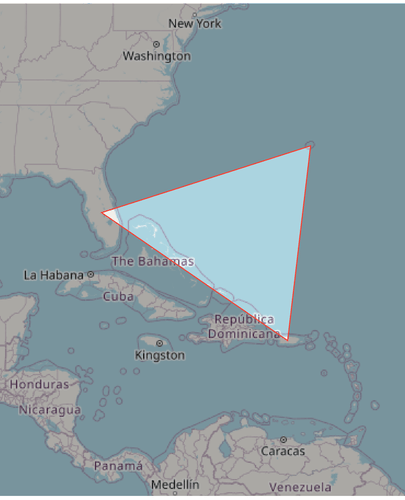 New York
Washington
The Bahamas
La Habana
Cuba
República
Dominicana
Kingston
Honduras
Nicaragua
Panamá
Caracas
Medellín
Venezuela